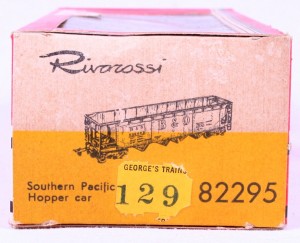 Rivarossi
B&O
GEORGE'S TRAINS
Southern Pacific
Hopper car
129
82295